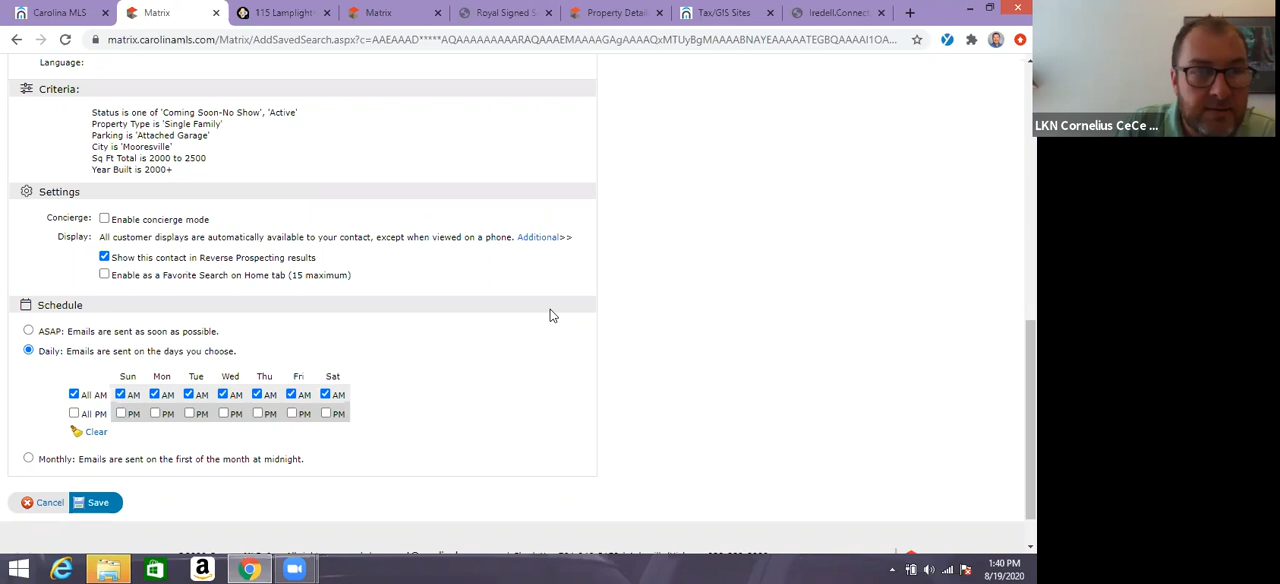 Carolina MLS
Matrix
115 Lamplight
Matrix
Royal Signed S
Property Detai
Tax/GIS Sites
Iredell.Connect
matrix.carolinamls.com/Matrix/AddSavedSearch.aspx?c=AAEAAAD*****AQAAAAAAAAARAQAAAEMAAAAGAgAAAAQxMTUyBgMAAAABNAYEAAAAATEGBQAAAAI1OA...
Language:
Criteria:
Status is one of 'Coming Soon-No Show', 'Active'
Property Type is 'Single Family'
Parking is 'Attached Garage'
City is 'Mooresville'
Sq Ft Total is 2000 to 2500
Year Built is 2000+
Settings
Concierge: Enable concierge mode
Display: All customer displays are automatically available to your contact, except when viewed on a phone. Additional>>
Show this contact in Reverse Prospecting results
Enable as a Favorite Search on Home tab (15 maximum)
Schedule
ASAP: Emails are sent as soon as possible.
Daily: Emails are sent on the days you choose.
Sun Mon Tue Wed Thu Fri Sat
All AM AM AM AM AM AM AM AM
All PM PM PM PM PM PM PM PM
Clear
Monthly: Emails are sent on the first of the month at midnight.
Cancel Save
LKN Cornelius CeCe ...
1:40 PM
8/19/2020